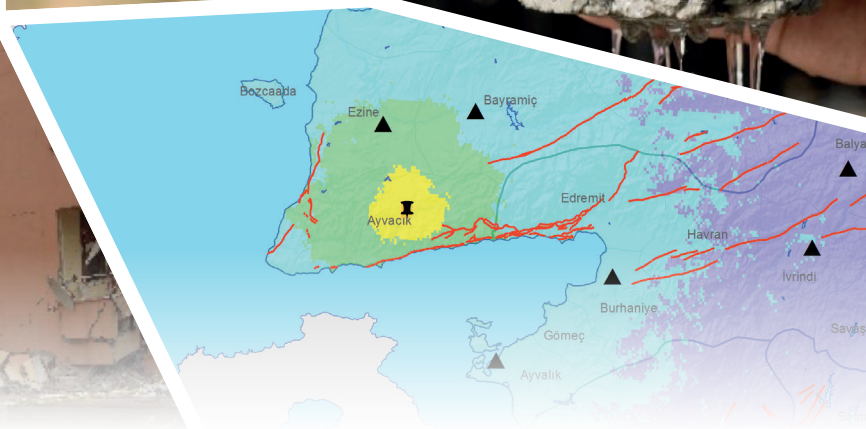 Bozcaada
Ezine
Bayramiç
Balya
Ayvacık
Edremit
Havran
İvrindi
Burhaniye
Gömeç
Savaş
Ayvalık